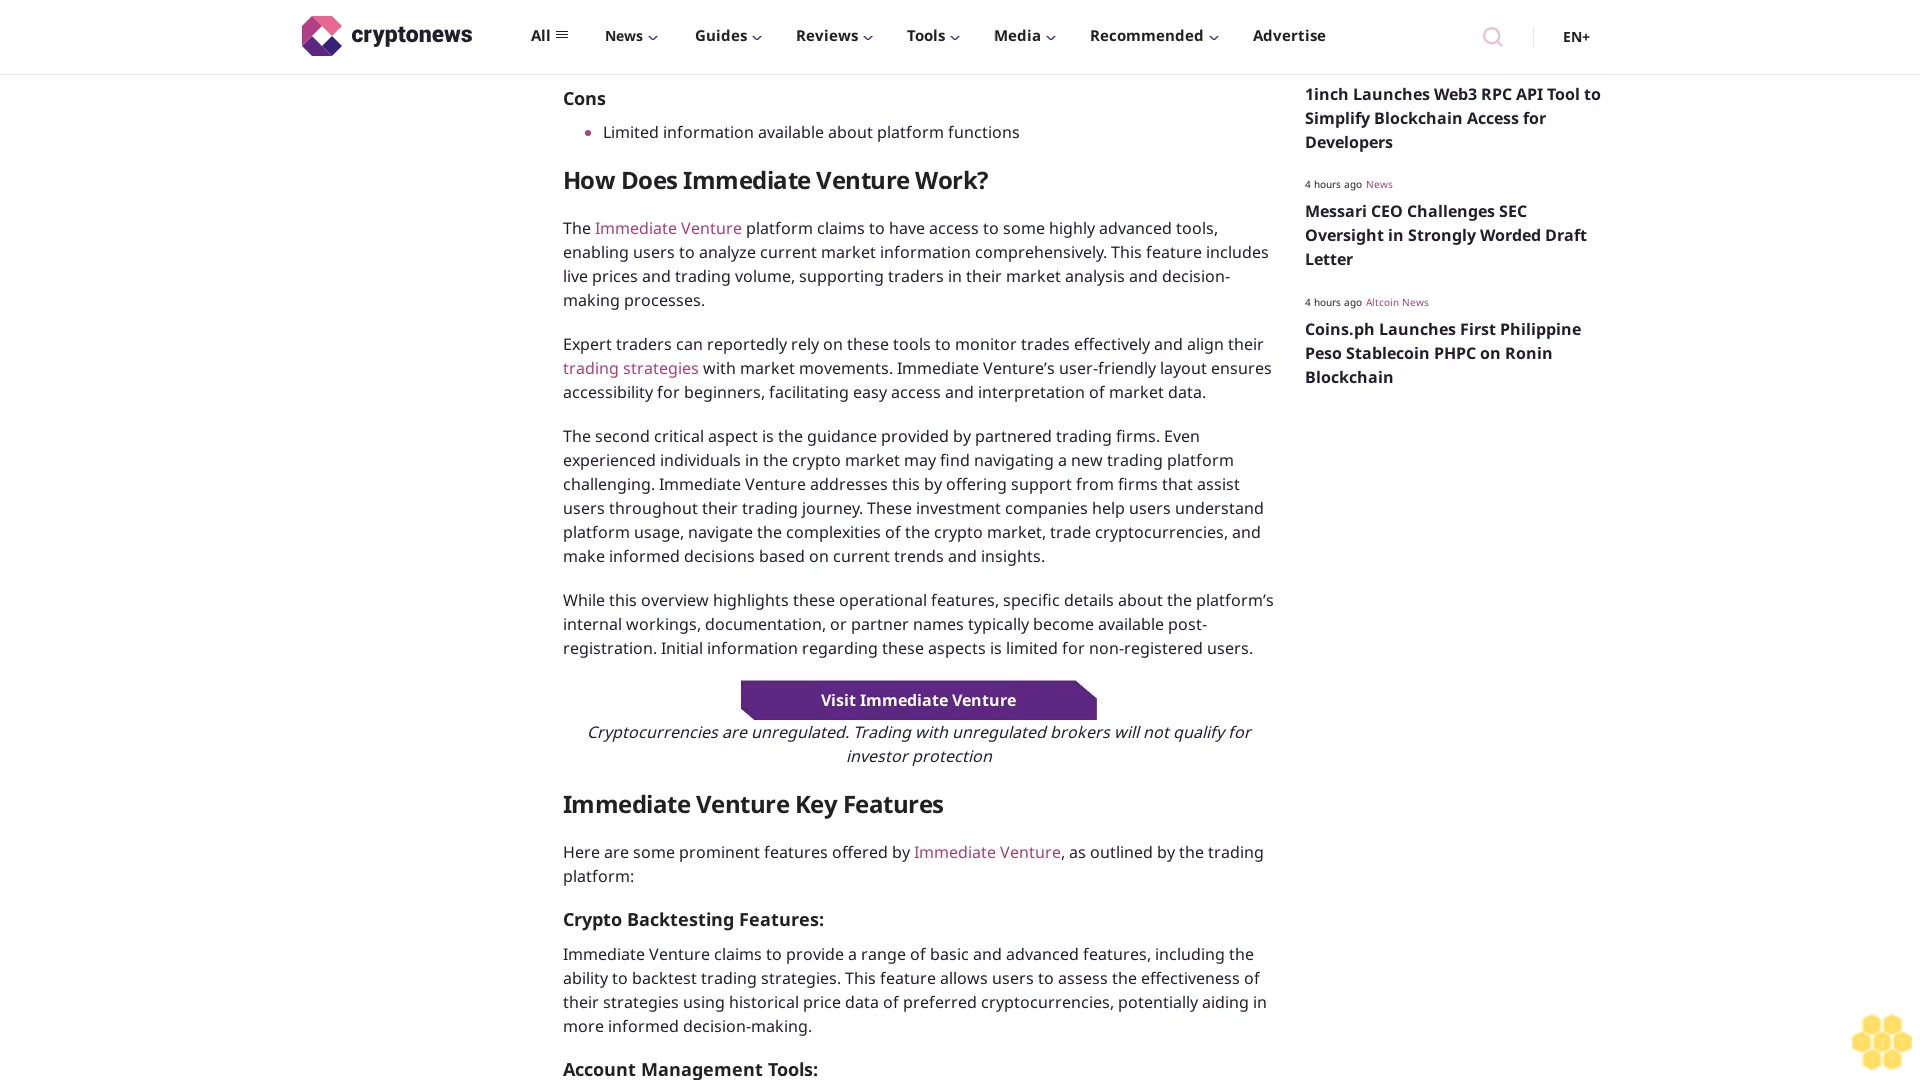 cryptonews
All
News
Guides
Reviews
Tools
Media
Recommended
Advertise
EN+
Cons
Limited information available about platform functions
How Does Immediate Venture Work?
The Immediate Venture platform claims to have access to some highly advanced tools,
enabling users to analyze current market information comprehensively. This feature includes
live prices and trading volume, supporting traders in their market analysis and decision-
making processes.
Expert traders can reportedly rely on these tools to monitor trades effectively and align their
trading strategies with market movements. Immediate Venture’s user-friendly layout ensures
accessibility for beginners, facilitating easy access and interpretation of market data.
The second critical aspect is the guidance provided by partnered trading firms. Even
experienced individuals in the crypto market may find navigating a new trading platform
challenging. Immediate Venture addresses this by offering support from firms that assist
users throughout their trading journey. These investment companies help users understand
platform usage, navigate the complexities of the crypto market, trade cryptocurrencies, and
make informed decisions based on current trends and insights.
While this overview highlights these operational features, specific details about the platform’s
internal workings, documentation, or partner names typically become available post-
registration. Initial information regarding these aspects is limited for non-registered users.
Visit Immediate Venture
Cryptocurrencies are unregulated. Trading with unregulated brokers will not qualify for
investor protection
Immediate Venture Key Features
Here are some prominent features offered by Immediate Venture, as outlined by the trading
platform:
Crypto Backtesting Features:
Immediate Venture claims to provide a range of basic and advanced features, including the
ability to backtest trading strategies. This feature allows users to assess the effectiveness of
their strategies using historical price data of preferred cryptocurrencies, potentially aiding in
more informed decision-making.
Account Management Tools:
1inch Launches Web3 RPC API Tool to
Simplify Blockchain Access for
Developers
4 hours ago News
Messari CEO Challenges SEC
Oversight in Strongly Worded Draft
Letter
4 hours ago Altcoin News
Coins.ph Launches First Philippine
Peso Stablecoin PHPC on Ronin
Blockchain